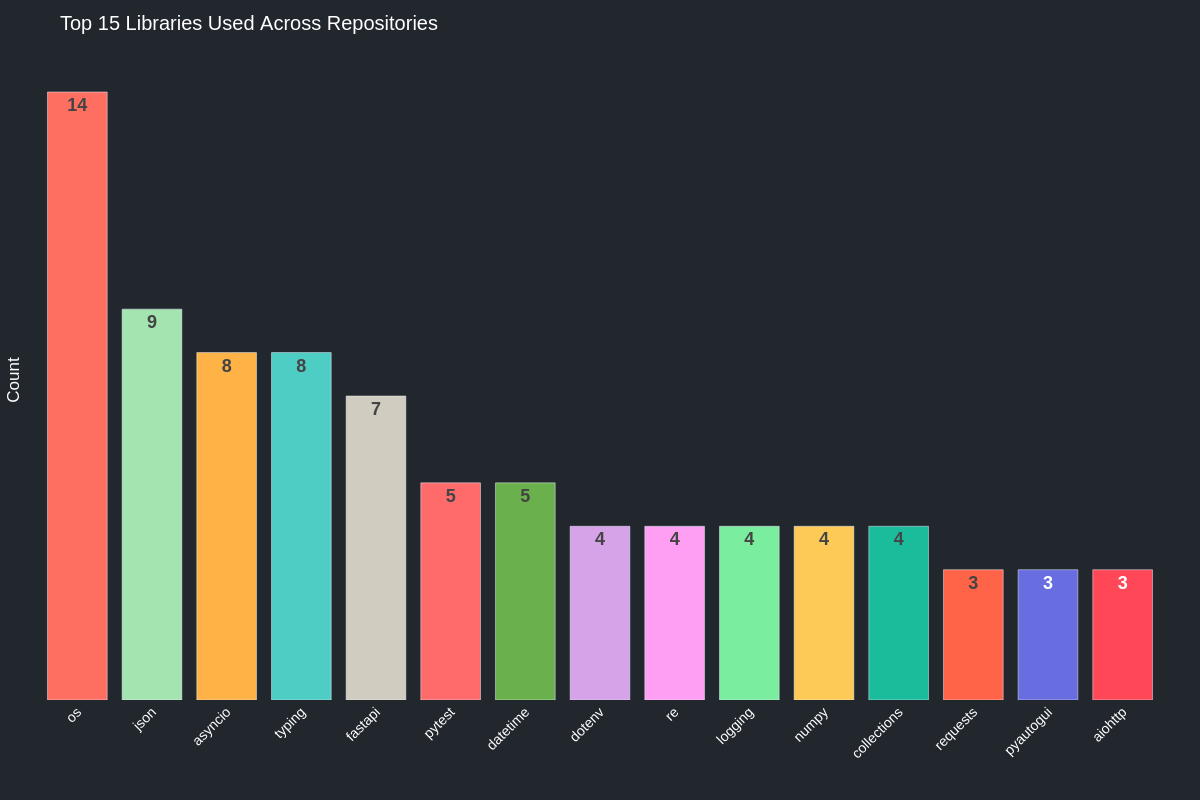 Top 15 Libraries Used Across Repositories
Count
14
9
8
8
7
5
5
4
4
4
4
4
3
3
3
os
json
asyncio
typing
fastapi
pytest
datetime
dotenv
re
logging
numpy
collections
requests
pyautogui
aiohttp